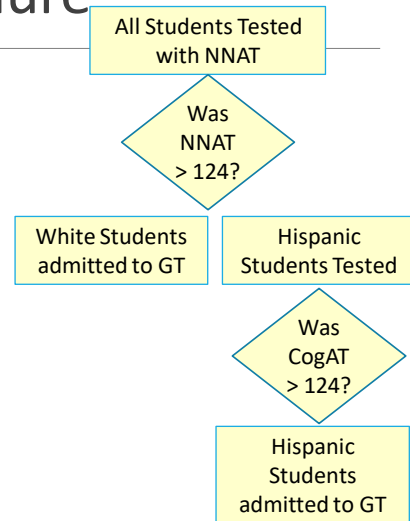 All Students Tested
with NNAT
Was
NNAT
> 124?
White Students
admitted to GT
Hispanic
Students Tested
Was
CogAT
> 124?
Hispanic
Students
admitted to GT